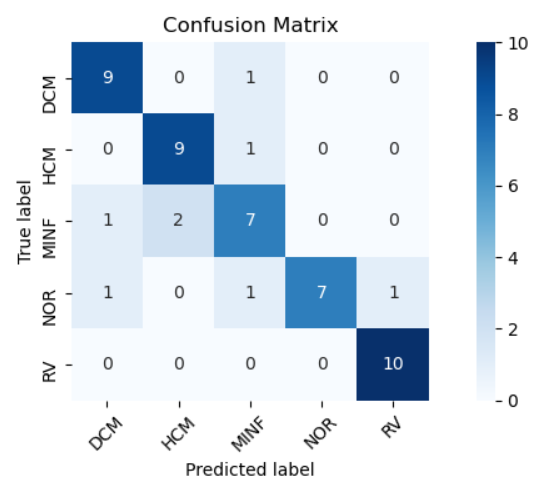 Confusion Matrix
DCM 9 0 1 0 0
HCM 0 9 1 0 0
MINF 1 2 7 0 0
NOR 1 0 1 7 1
RV 0 0 0 0 10
DCM HCM MINF NOR RV
Predicted label
True label
10
8
6
4
2
0